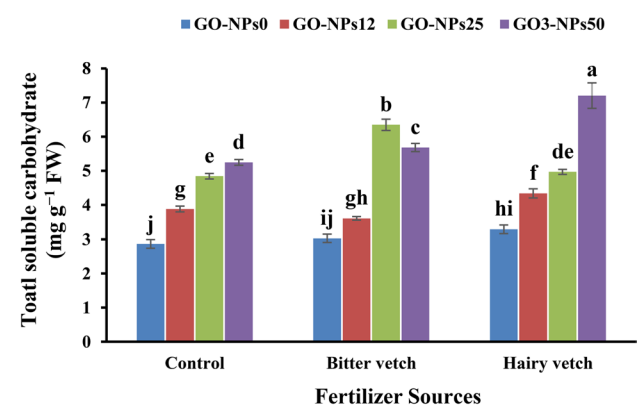 GO-NPs0 GO-NPs12 GO-NPs25 GO3-NPs50
Toatl soluble carbohydrate
(mg g⁻¹ FW)
8
7
6
5
4
3
2
1
0
j g e d
ij gh b c
hi f de a
Control Bitter vetch Hairy vetch
Fertilizer Sources